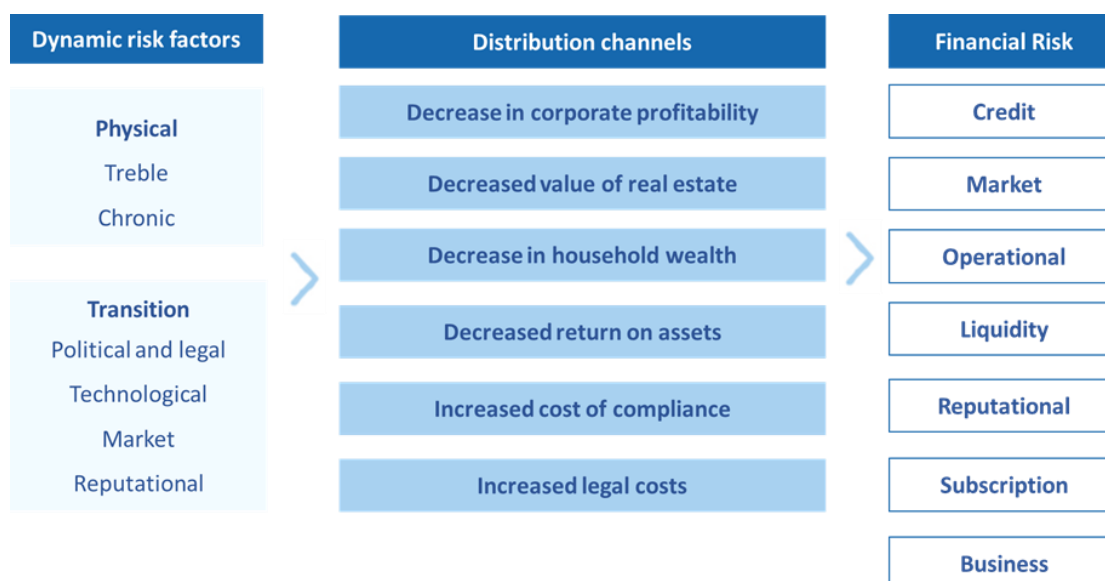 Dynamic risk factors
Physical
Treble
Chronic
Transition
Political and legal
Technological
Market
Reputational
Distribution channels
Decrease in corporate profitability
Decreased value of real estate
Decrease in household wealth
Decreased return on assets
Increased cost of compliance
Increased legal costs
Financial Risk
Credit
Market
Operational
Liquidity
Reputational
Subscription
Business